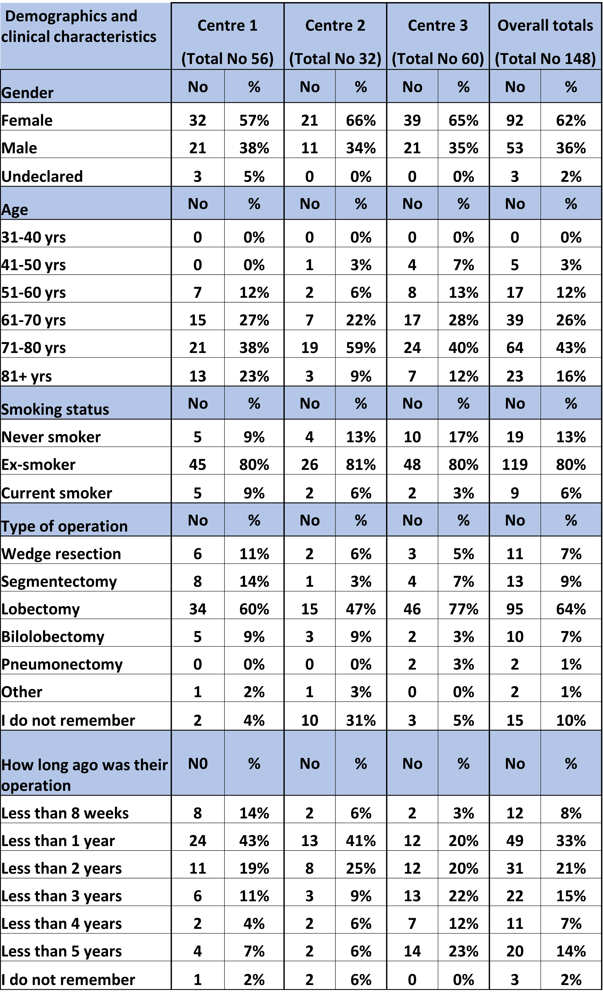 Demographics and clinical characteristics Centre 1 Centre 2 Centre 3 Overall totals
(Total No 56) (Total No 32) (Total No 60) (Total No 148)
Gender No % No % No % No %
Female 32 57% 21 66% 39 65% 92 62%
Male 21 38% 11 34% 21 35% 53 36%
Undeclared 3 5% 0 0% 0 0% 3 2%
Age No % No % No % No %
31-40 yrs 0 0% 0 0% 0 0% 0 0%
41-50 yrs 0 0% 1 3% 4 7% 5 3%
51-60 yrs 7 12% 2 6% 8 13% 17 12%
61-70 yrs 15 27% 7 22% 17 28% 39 26%
71-80 yrs 21 38% 19 59% 24 40% 64 43%
81+ yrs 13 23% 3 9% 7 12% 23 16%
Smoking status No % No % No % No %
Never smoker 5 9% 4 13% 10 17% 19 13%
Ex-smoker 45 80% 26 81% 48 80% 119 80%
Current smoker 5 9% 2 6% 2 3% 9 6%
Type of operation No % No % No % No %
Wedge resection 6 11% 2 6% 3 5% 11 7%
Segmentectomy 8 14% 1 3% 4 7% 13 9%
Lobectomy 34 60% 15 47% 46 77% 95 64%
Bilolobectomy 5 9% 3 9% 2 3% 10 7%
Pneumonectomy 0 0% 0 0% 2 3% 2 1%
Other 1 2% 1 3% 0 0% 2 1%
I do not remember 2 4% 10 31% 3 5% 15 10%
How long ago was their operation N0 % No % No % No %
Less than 8 weeks 8 14% 2 6% 2 3% 12 8%
Less than 1 year 24 43% 13 41% 12 20% 49 33%
Less than 2 years 11 19% 8 25% 12 20% 31 21%
Less than 3 years 6 11% 3 9% 13 22% 22 15%
Less than 4 years 2 4% 2 6% 7 12% 11 7%
Less than 5 years 4 7% 2 6% 14 23% 20 14%
I do not remember 1 2% 2 6% 0 0% 3 2%